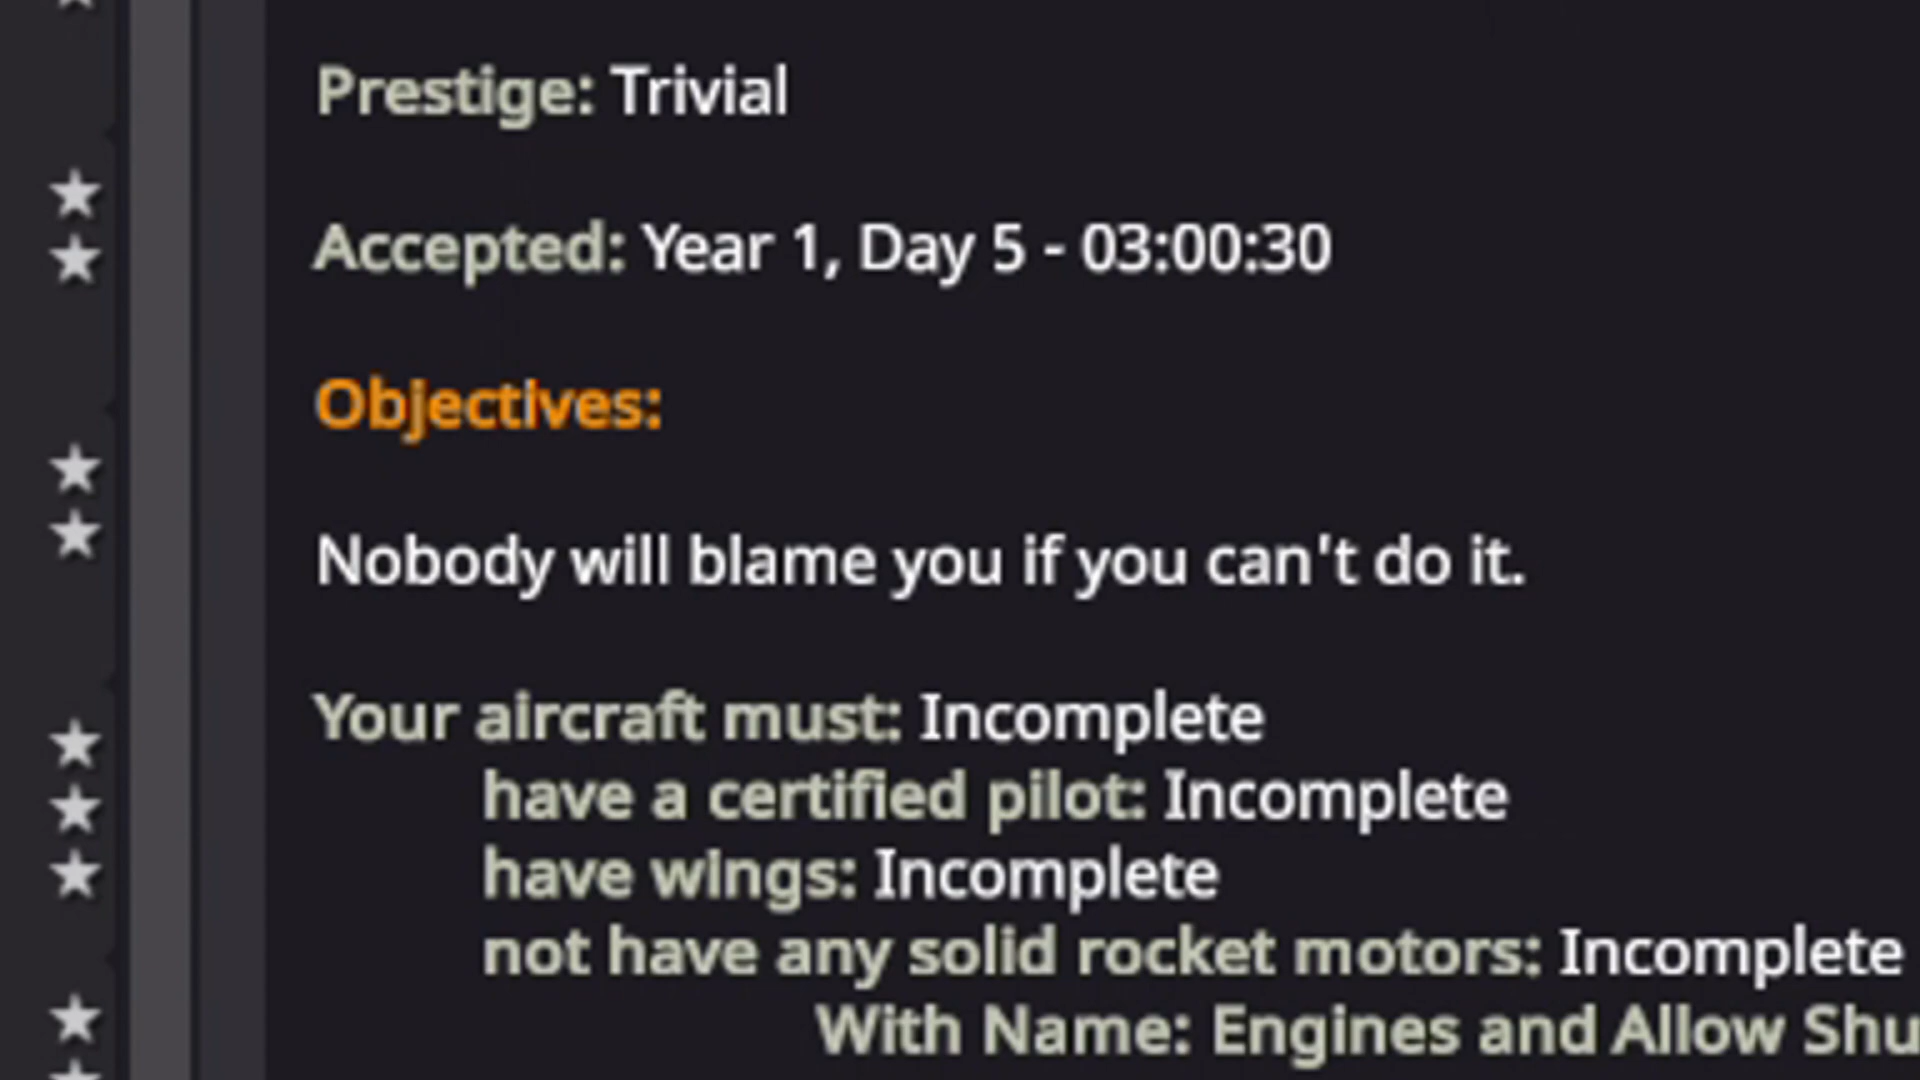 Prestige: Trivial
Accepted: Year 1, Day 5 - 03:00:30
Objectives:
Nobody will blame you if you can't do it.
Your aircraft must: Incomplete
have a certified pilot: Incomplete
have wings: Incomplete
not have any solid rocket motors: Incomplete
With Name: Engines and Allow Shu